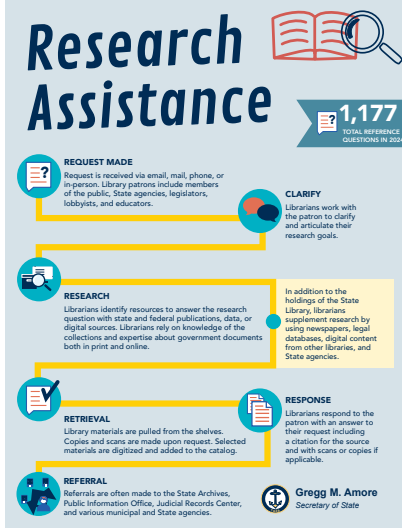 Research
Assistance
?
1,177
TOTAL REFERENCE
QUESTIONS IN 2024
?
REQUEST MADE
Request is received via email, mail, phone, or
in-person. Library patrons include members
of the public, State agencies, legislators,
lobbyists, and educators.
CLARIFY
Librarians work with
the patron to clarify
and articulate their
research goals.
RESEARCH
Librarians identify resources to answer the research
question with state and federal publications, data, or
digital sources. Librarians rely on knowledge of the
collections and expertise about government documents
both in print and online.
In addition to the
holdings of the State
Library, librarians
supplement research by
using newspapers, legal
databases, digital content
from other libraries, and
State agencies.
RETRIEVAL
Library materials are pulled from the shelves.
Copies and scans are made upon request. Selected
materials are digitized and added to the catalog.
RESPONSE
Librarians respond to the
patron with an answer to
their request including
a citation for the source
and with scans or copies if
applicable.
REFERRAL
Referrals are often made to the State Archives,
Public Information Office, Judicial Records Center,
and various municipal and State agencies.
Gregg M. Amore
Secretary of State